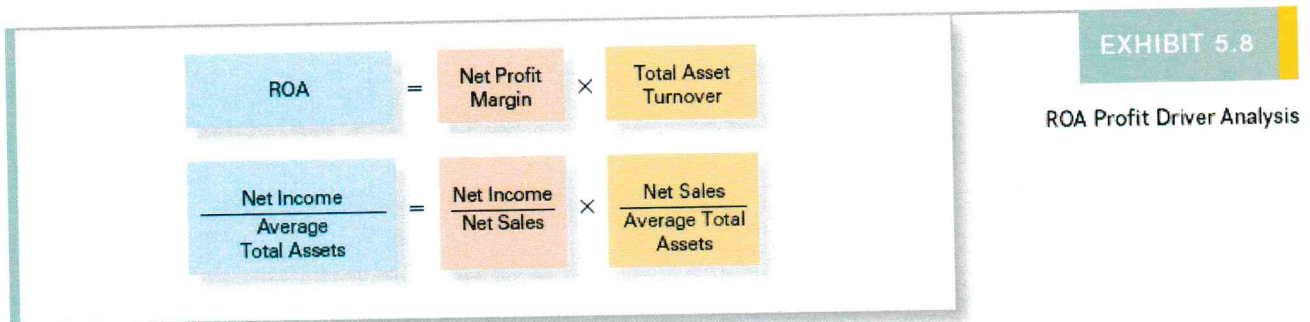 EXHIBIT 5.8
ROA Profit Driver Analysis
ROA = Net Profit Margin × Total Asset Turnover
Net Income
Average
Total Assets
=
Net Income
Net Sales
×
Net Sales
Average Total
Assets